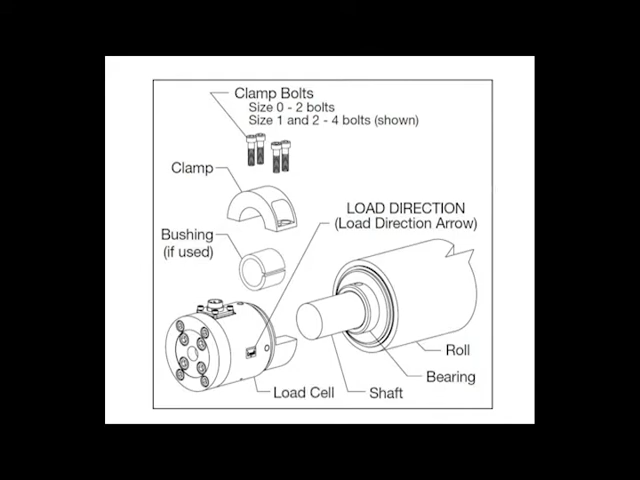 Clamp Bolts
Size 0 - 2 bolts
Size 1 and 2 - 4 bolts (shown)
Clamp
LOAD DIRECTION
(Load Direction Arrow)
Bushing
(if used)
Roll
Bearing
Load Cell
Shaft